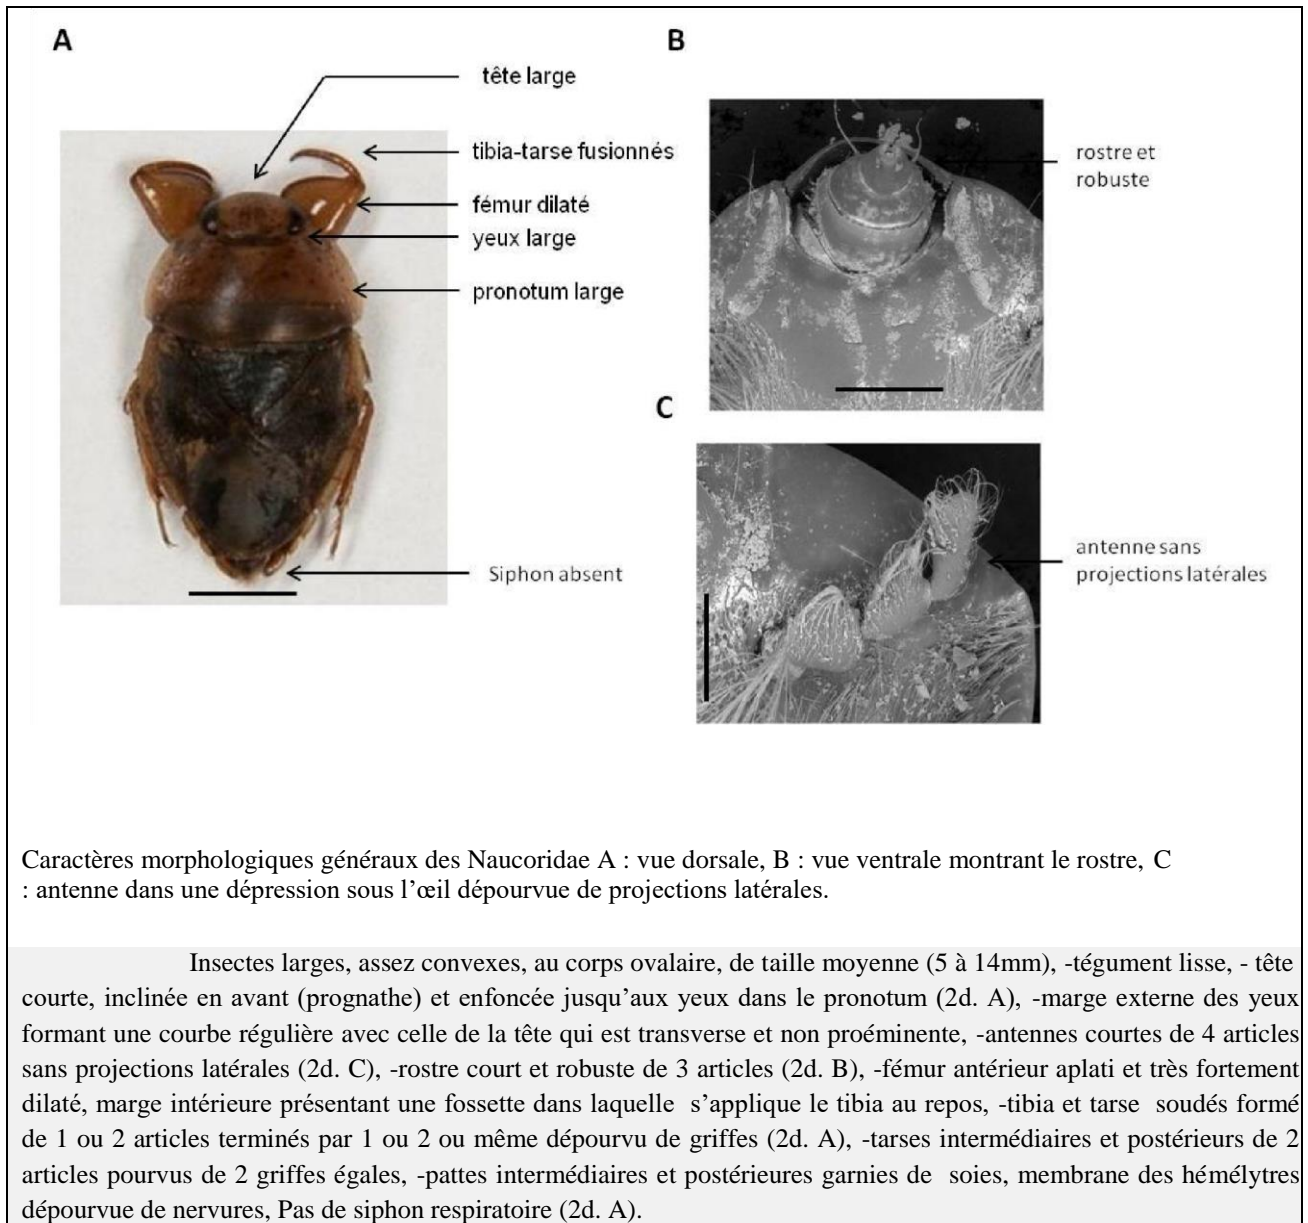 A
tête large
tibia-tarse fusionnés
fémur dilaté
yeux large
pronotum large
Siphon absent
B
rostre et
robuste
C
antenne sans
projections latérales
Caractères morphologiques généraux des Naucoridae A : vue dorsale, B : vue ventrale montrant le rostre, C
: antenne dans une dépression sous l’œil dépourvue de projections latérales.
Insectes larges, assez convexes, au corps ovalaire, de taille moyenne (5 à 14mm), -tégument lisse, - tête
courte, inclinée en avant (prognathe) et enfoncée jusqu’aux yeux dans le pronotum (2d. A), -marge externe des yeux
formant une courbe régulière avec celle de la tête qui est transverse et non proéminente, -antennes courtes de 4 articles
sans projections latérales (2d. C), -rostre court et robuste de 3 articles (2d. B), -fémur antérieur aplati et très fortement
dilaté, marge intérieure présentant une fossette dans laquelle s’applique le tibia au repos, -tibia et tarse soudés formé
de 1 ou 2 articles terminés par 1 ou 2 ou même dépourvu de griffes (2d. A), -tarses intermédiaires et postérieurs de 2
articles pourvus de 2 griffes égales, -pattes intermédiaires et postérieures garnies de soies, membrane des hémélytres
dépourvue de nervures, Pas de siphon respiratoire (2d. A).